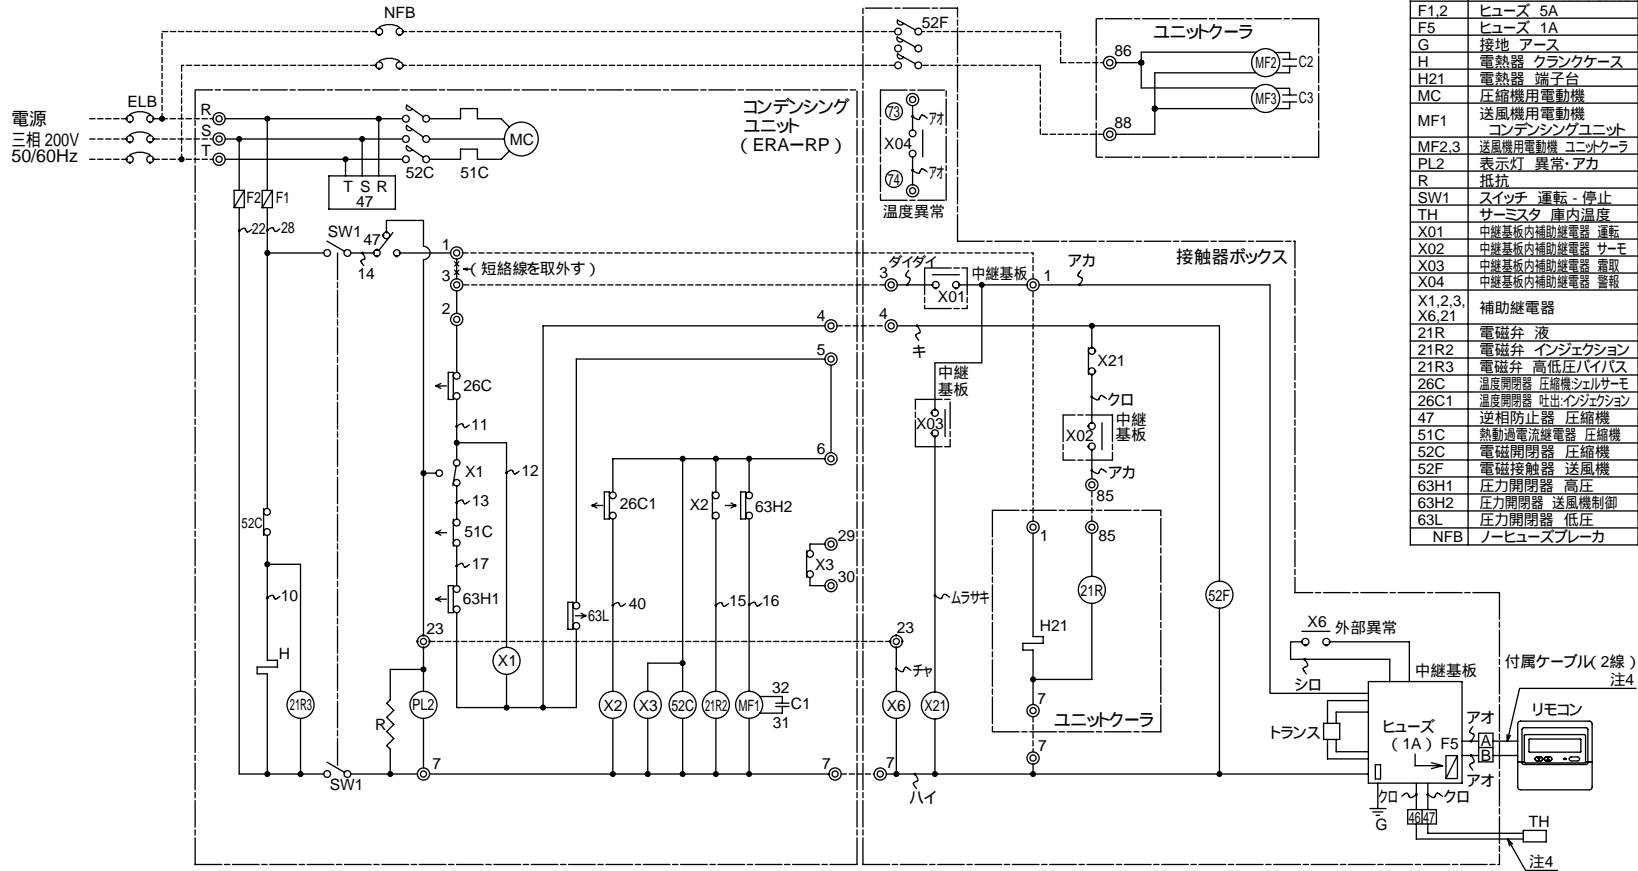 NFB
52F
ユニットクーラ
86
88
MF2
C2
MF3
C3
ELB
電源
三相 200V
50/60Hz
R
S
T
コンデンシング
ユニット
( ERA－RP )
MC
52C
51C
T S R
47
F2
F1
22
28
73
アオ
X04
アオ
74
温度異常
SW1
47
14
1
( 短絡線を取外す )
3
2
3
ダイダイ
中継基板
X01
1
アカ
接触器ボックス
4
4
キ
5
6
26C
11
12
X1
13
51C
17
63H1
23
X1
26C1
X2
63H2
40
15
16
63L
29
X3
30
中継
基板
X03
X21
クロ
X02
中継
基板
アカ
85
1
85
21R
H21
7
ユニットクーラ
7
52F
ムラサキ
23
チャ
X6
X21
52C
10
H
21R3
R
PL2
7
SW1
X2
X3
52C
21R2
MF1
32
C1
31
7
7
ハイ
X6 外部異常
シロ
中継基板
トランス
ヒューズ
( 1A ) F5
アオ
A
B
アオ
付属ケーブル( 2線 )
注4
リモコン
クロ
クロ
G
46
47
TH
注4
F1,2 ヒューズ 5A
F5 ヒューズ 1A
G 接地 アース
H 電熱器 クランクケース
H21 電熱器 端子台
MC 圧縮機用電動機
MF1 送風機用電動機
コンデンシングユニット
MF2,3 送風機用電動機 ユニットクーラ
PL2 表示灯 異常・アカ
R 抵抗
SW1 スイッチ 運転 - 停止
TH サーミスタ 庫内温度
X01 中継基板内補助継電器 運転
X02 中継基板内補助継電器 サーモ
X03 中継基板内補助継電器 霜取
X04 中継基板内補助継電器 警報
X1,2,3,
X6,21 補助継電器
21R 電磁弁 液
21R2 電磁弁 インジェクション
21R3 電磁弁 高低圧バイパス
26C 温度開閉器 圧縮機:シェルサーモ
26C1 温度開閉器 吐出:インジェクション
47 逆相防止器 圧縮機
51C 熱動過電流継電器 圧縮機
52C 電磁開閉器 圧縮機
52F 電磁接触器 送風機
63H1 圧力開閉器 高圧
63H2 圧力開閉器 送風機制御
63L 圧力開閉器 低圧
NFB ノーヒューズブレーカ